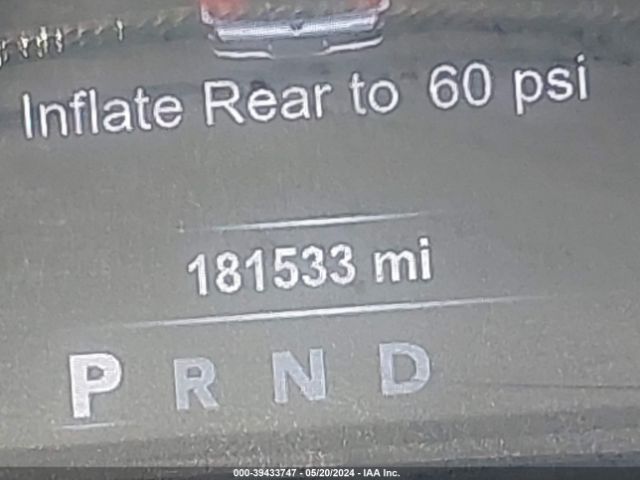 Inflate Rear to 60 psi
181533 mi
P R N D
000-39433747 - 05/20/2024 - IAA Inc.